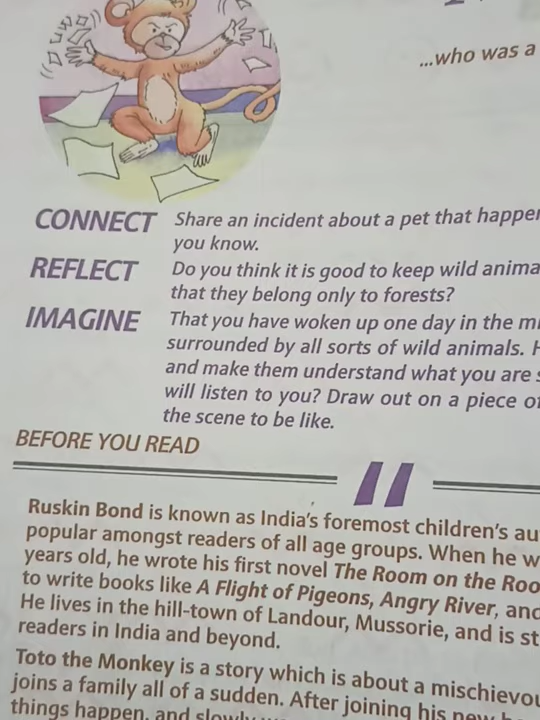 ...who was a
CONNECT Share an incident about a pet that
you know.
REFLECT Do you think it is good to keep wild
that they belong only to forests?
IMAGINE That you have woken up one day in the
surrounded by all sorts of wild animals.
and make them understand what you are
will listen to you? Draw out on a piece
the scene to be like.
BEFORE YOU READ
Ruskin Bond is known as India's foremost children's
popular amongst readers of all age groups. When he
years old, he wrote his first novel The Room on the
to write books like A Flight of Pigeons, Angry River,
He lives in the hill-town of Landour, Mussorie, and is
readers in India and beyond.
Toto the Monkey is a story which is about a
joins a family all of a sudden. After joining his new
things happen, and slowly